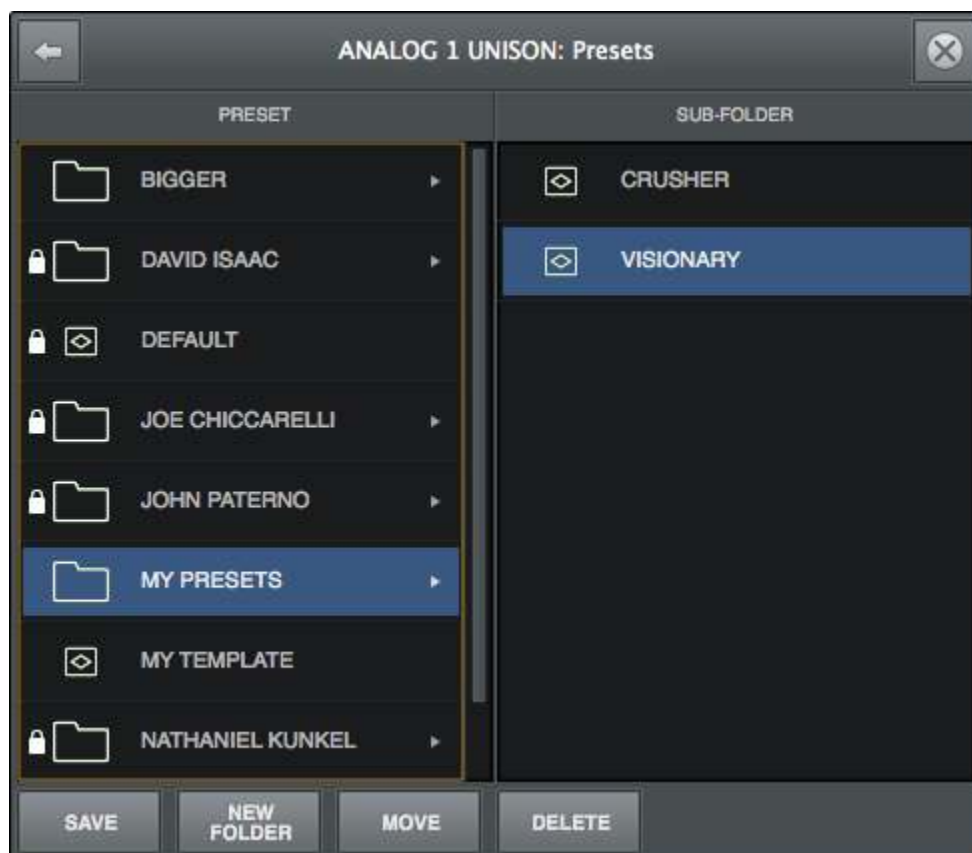 ANALOG 1 UNISON: Presets
PRESET
SUB-FOLDER
BIGGER
DAVID ISAAC
DEFAULT
JOE CHICCARELLI
JOHN PATERNO
MY PRESETS
MY TEMPLATE
NATHANIEL KUNKEL
CRUSHER
VISIONARY
SAVE
NEW
FOLDER
MOVE
DELETE